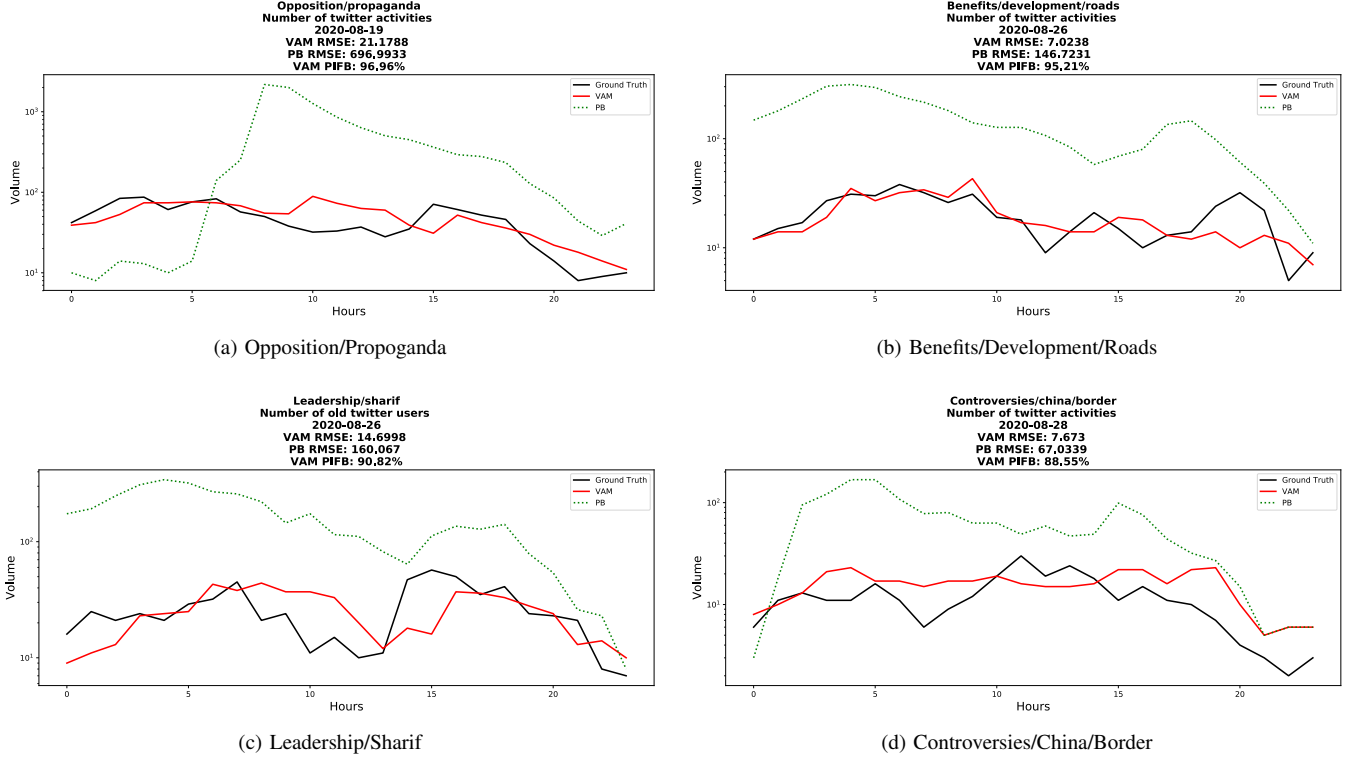 Opposition/propaganda
Number of twitter activities
2020-08-19
VAM RMSE: 21.1788
PB RMSE: 696.9933
VAM PIFB: 96.96%
Ground Truth
VAM
PB
10³
10²
10¹
Volume
0 5 10 15 20
Hours
(a) Opposition/Propoganda
Benefits/development/roads
Number of twitter activities
2020-08-26
VAM RMSE: 7.0238
PB RMSE: 146.7231
VAM PIFB: 95.21%
Ground Truth
VAM
PB
10²
10¹
Volume
0 5 10 15 20
Hours
(b) Benefits/Development/Roads
Leadership/sharif
Number of old twitter users
2020-08-26
VAM RMSE: 14.6998
PB RMSE: 160.067
VAM PIFB: 90.82%
Ground Truth
VAM
PB
10²
10¹
Volume
0 5 10 15 20
Hours
(c) Leadership/Sharif
Controversies/china/border
Number of twitter activities
2020-08-28
VAM RMSE: 7.673
PB RMSE: 67.0339
VAM PIFB: 88.55%
Ground Truth
VAM
PB
10²
10¹
Volume
0 5 10 15 20
Hours
(d) Controversies/China/Border